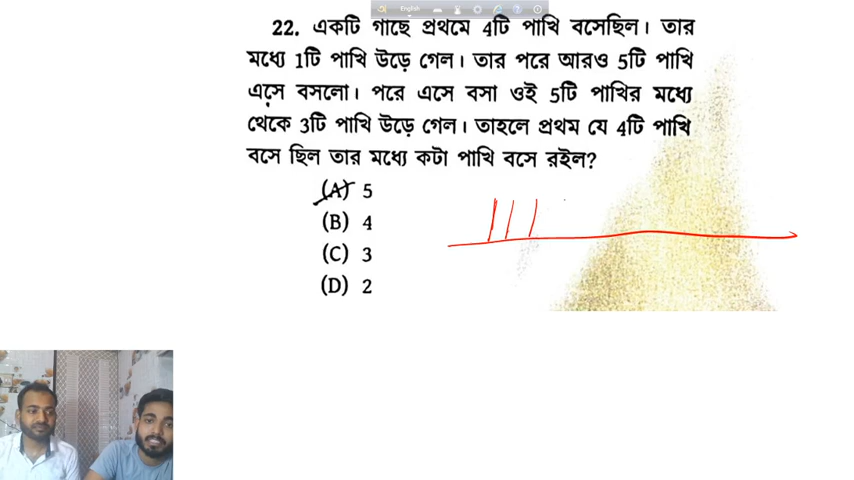 English
22. একটি গাছে প্রথমে 4টি পাখি বসেছিল। তার
মধ্যে 1টি পাখি উড়ে গেল। তার পরে আরও 5টি পাখি
এসে বসলো। পরে এসে বসা ওই 5টি পাখির মধ্যে
থেকে 3টি পাখি উড়ে গেল। তাহলে প্রথম যে 4টি পাখি
বসে ছিল তার মধ্যে কটা পাখি বসে রইল?
(A) 5
(B) 4
(C) 3
(D) 2